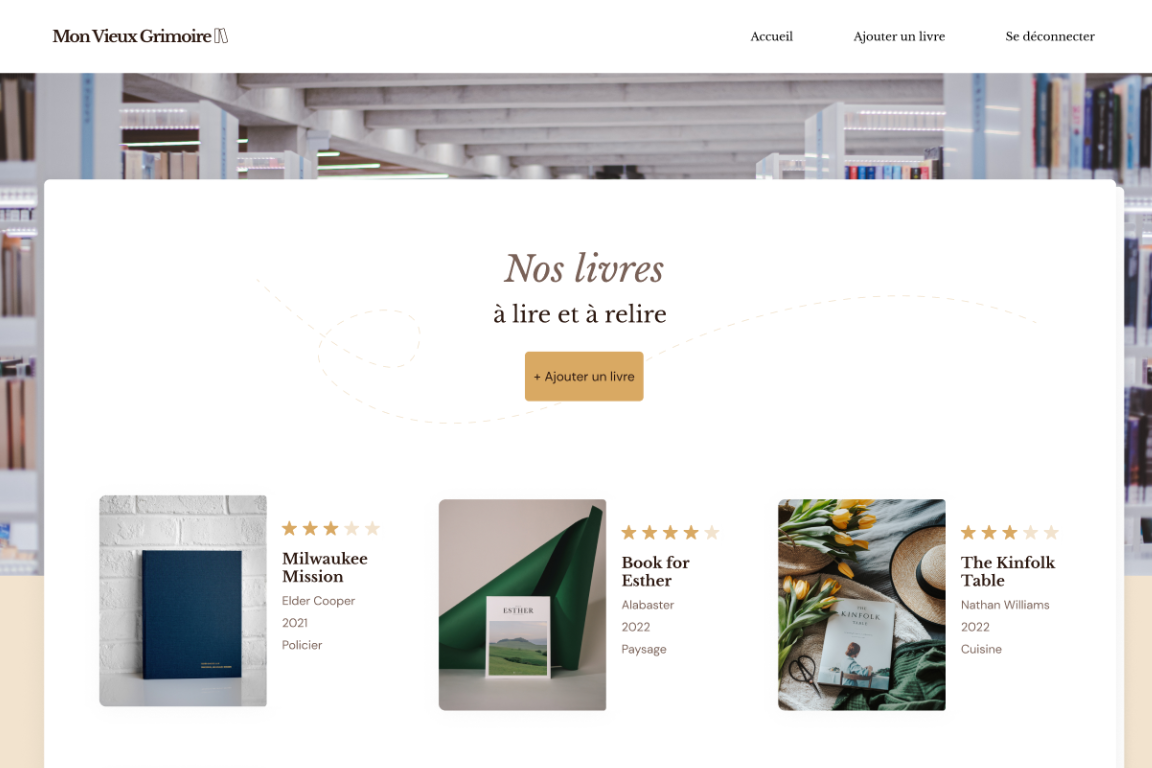 Mon Vieux Grimoire
Accueil
Ajouter un livre
Se déconnecter
Nos livres
à lire et à relire
+ Ajouter un livre
Milwaukee
Mission
Elder Cooper
2021
Policier
ESTHER
Book for
Esther
Alabaster
2022
Paysage
THE
KINFOLK
TABLE
The Kinfolk
Table
Nathan Williams
2022
Cuisine